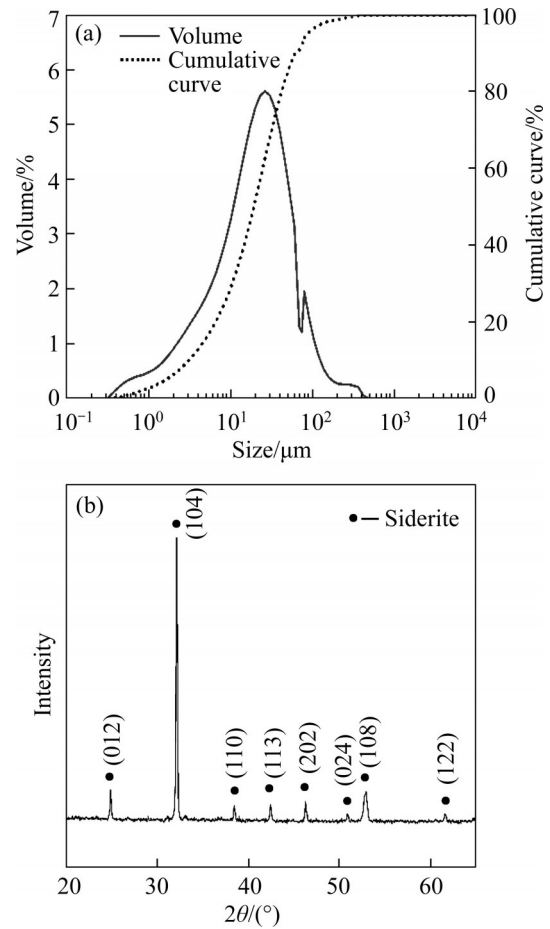 (a)
Volume
Cumulative
curve
7
6
5
4
3
2
1
0
Volume/%
100
80
60
40
20
0
Cumulative curve/%
10⁻¹ 10⁰ 10¹ 10² 10³ 10⁴
Size/μm
(b)
● — Siderite
(012)
(104)
(110)
(113)
(202)
(024)
(108)
(122)
Intensity
20 30 40 50 60
2θ/(°)